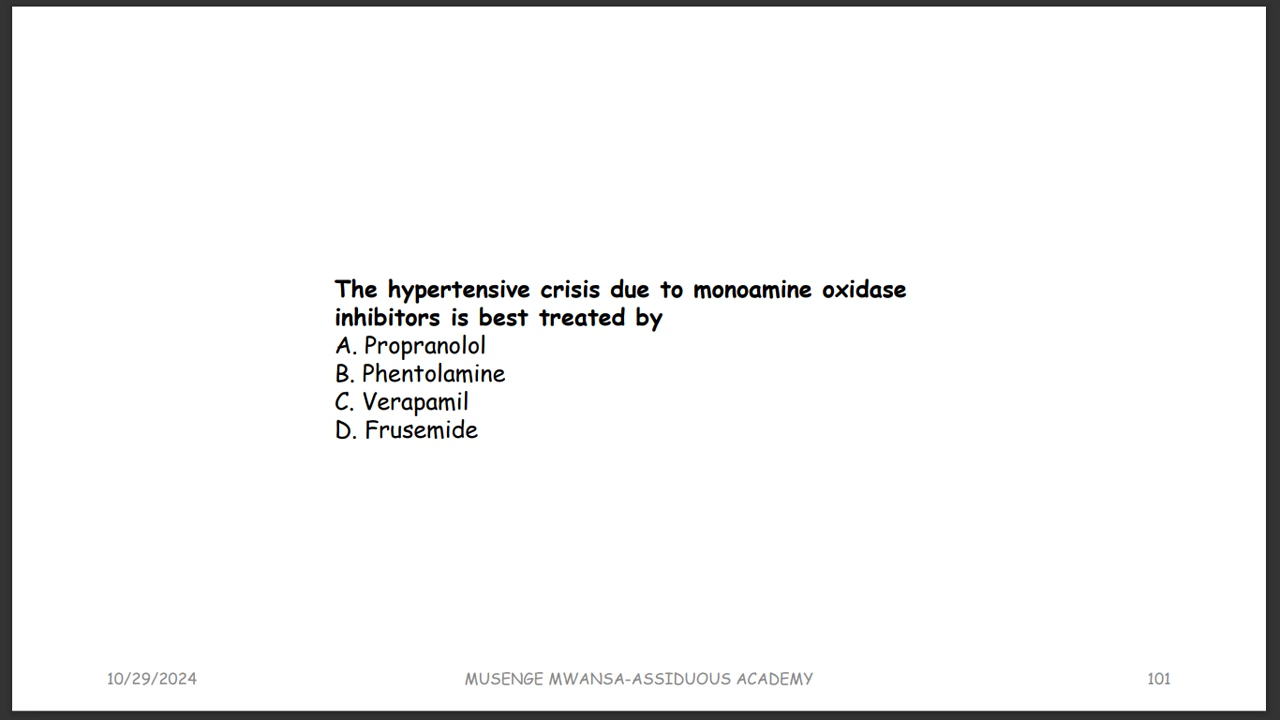 The hypertensive crisis due to monoamine oxidase
inhibitors is best treated by
A. Propranolol
B. Phentolamine
C. Verapamil
D. Frusemide
10/29/2024
MUSENGE MWANSA-ASSIDUOUS ACADEMY
101